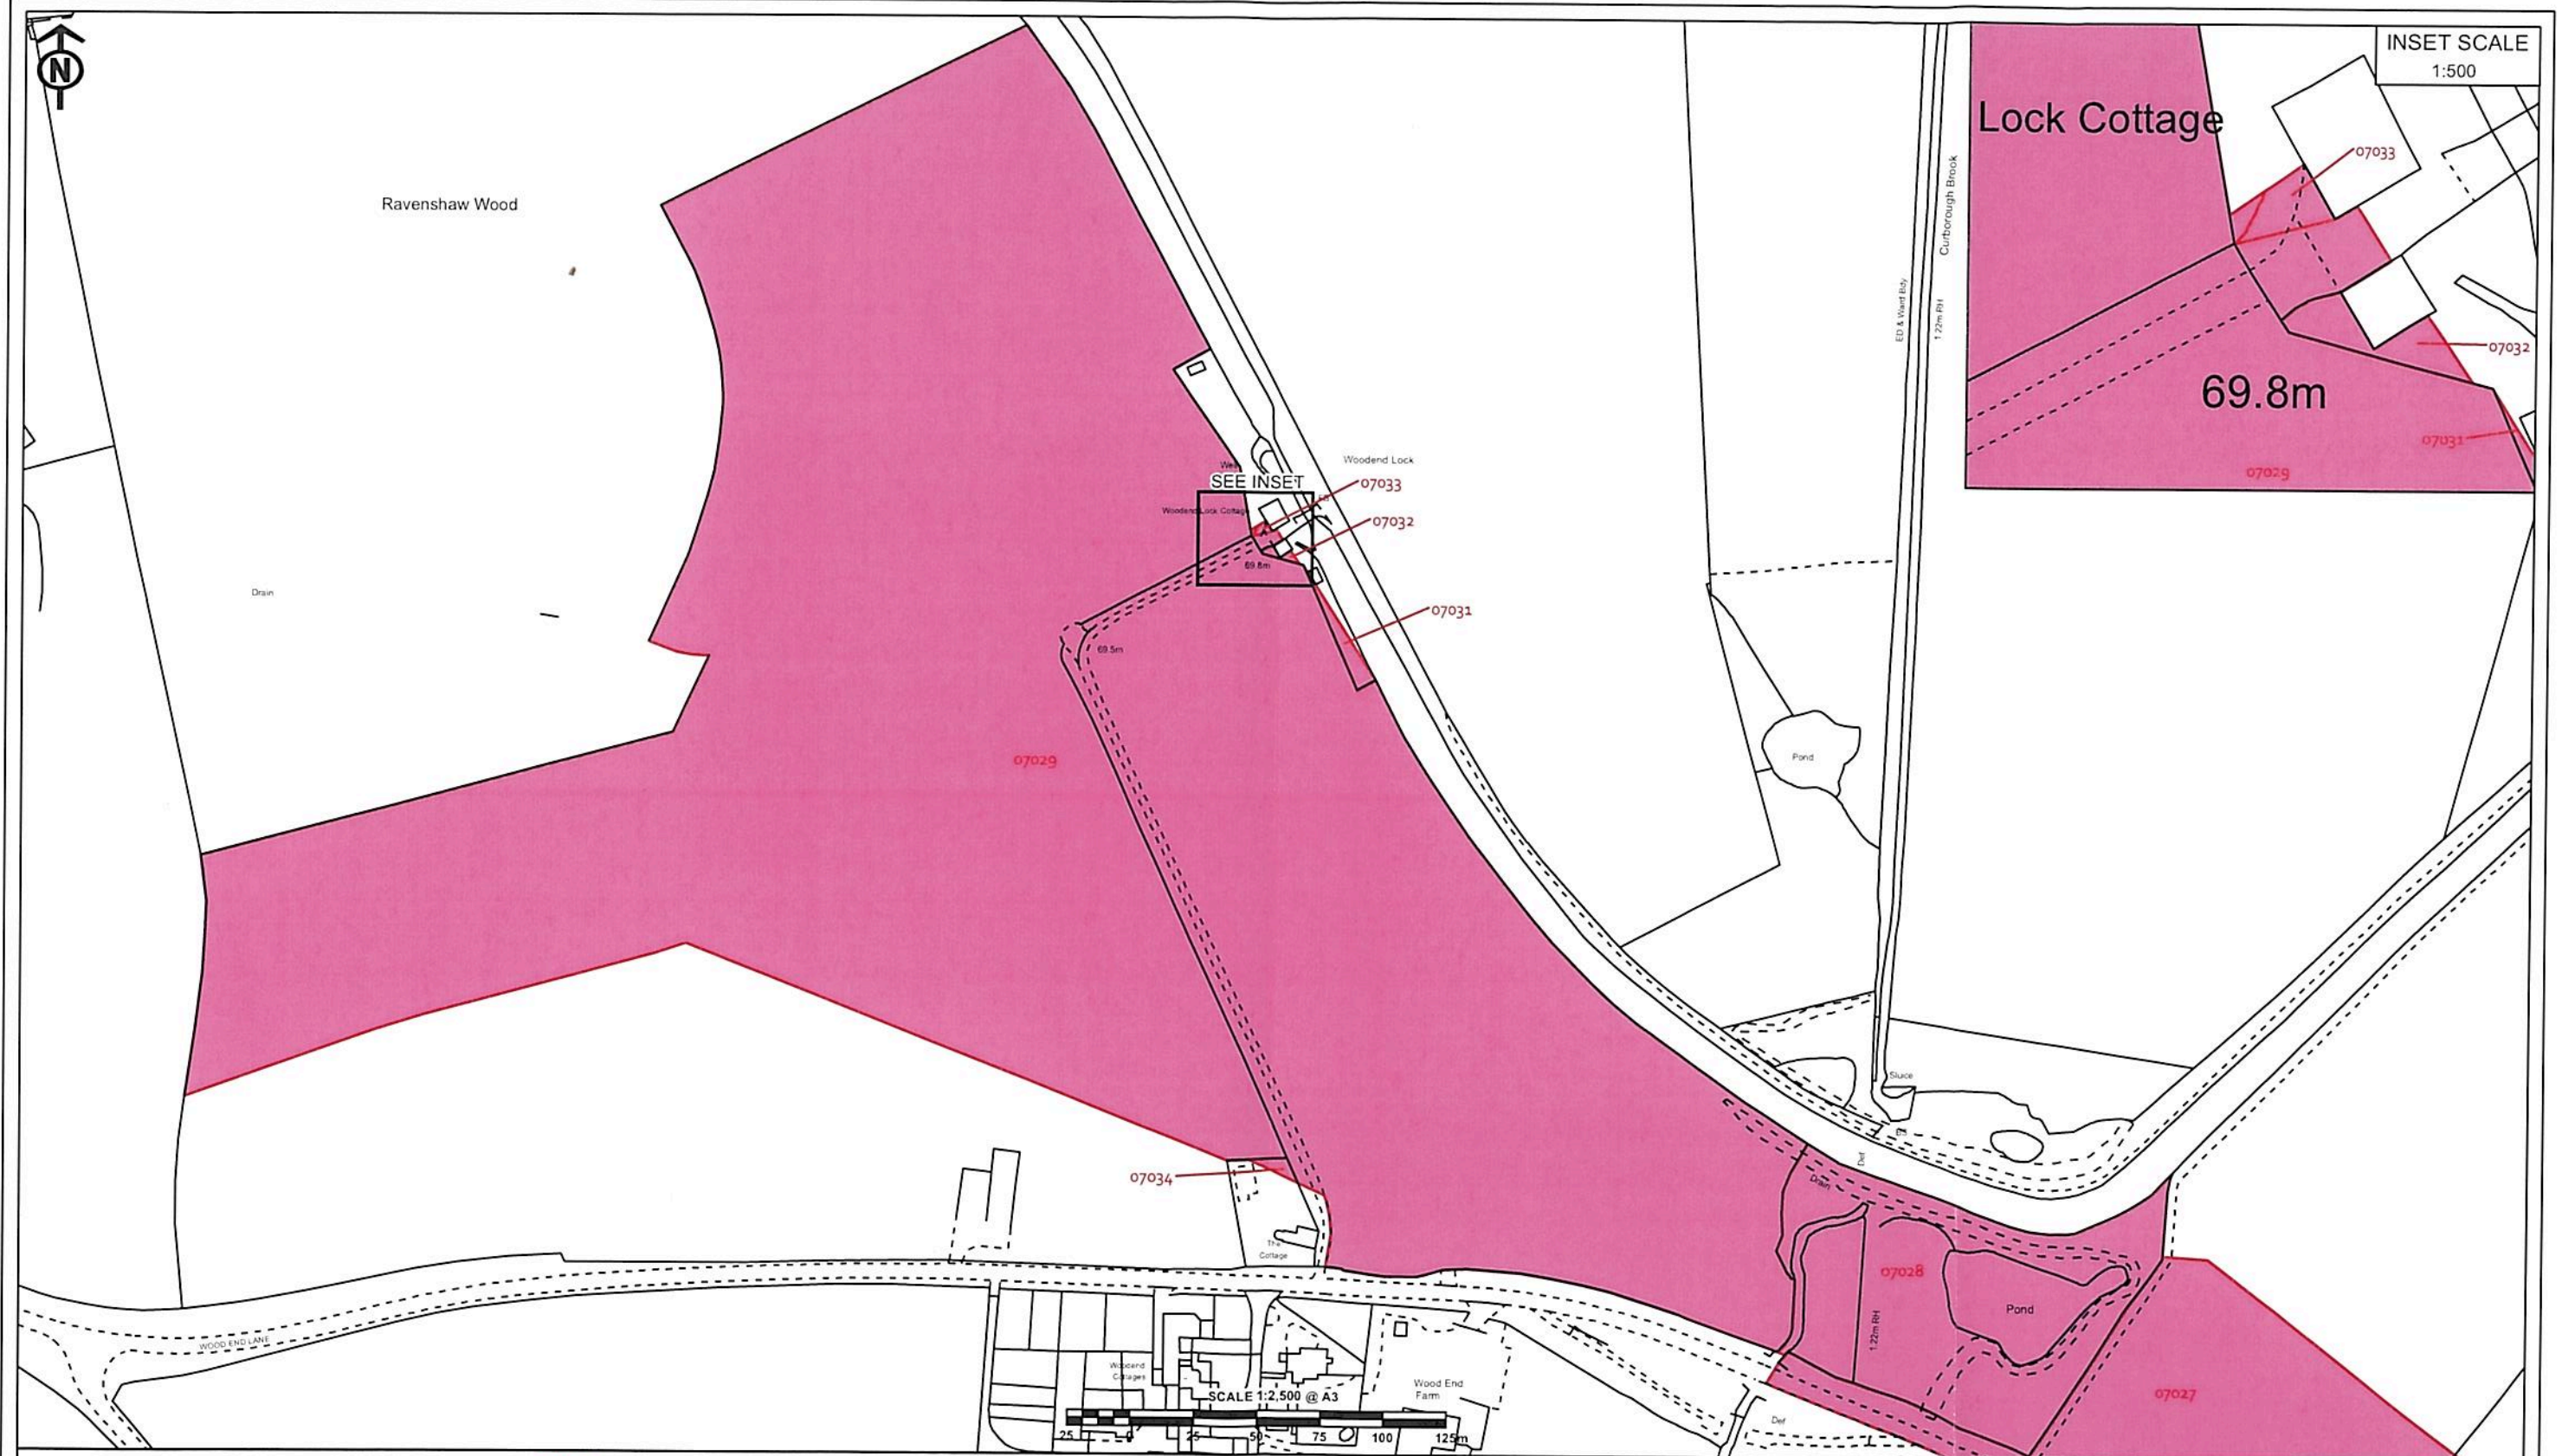 N
INSET SCALE
1:500
Lock Cottage
07033
07032
69.8m
07031
07029
Ravenshaw Wood
Curborough Brook
ED & Ward Bdy
1.22m RH
Woodend Lock
SEE INSET
07033
Woodend Lock Cottage
07032
69.8m
Drain
07031
69.5m
07029
Pond
Sluice
Def
07034
Drain
The
Cottage
07028
Pond
1.22m RH
WOOD END LANE
Woodend
Cottages
Wood End
Farm
07027
SCALE 1:2,500 @ A3
Def
25 0 25 50 75 100 125m